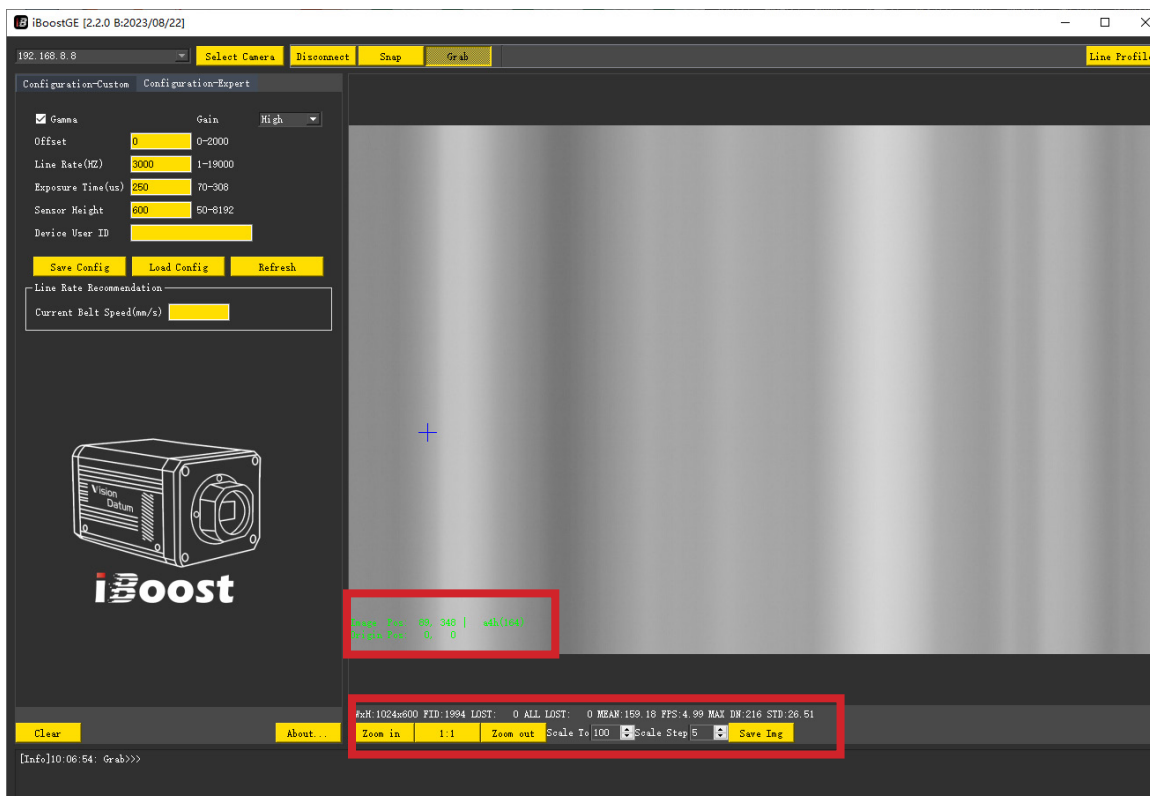 iBoostGE [2.2.0 B:2023/08/22]
192.168.8.8 Select Camera Disconnect Snap Grab Line Profile
Configuration-Custom Configuration-Expert
Gamma Gain High
Offset 0 0-2000
Line Rate(HZ) 3000 1-19000
Exposure Time(us) 250 70-308
Sensor Height 600 50-8192
Device User ID
Save Config Load Config Refresh
Line Rate Recommendation
Current Belt Speed(mm/s)
Vision
Datum
iBoost
348 |
0, 0
1024x600 FID:1994 LOST: 0 ALL LOST: 0 MEAN:159.18 FPS:4.99 MAX DN:216 STD:26.51
Clear About... Zoom in 1:1 Zoom out Scale To 100 Scale Step 5 Save Img
[Info]10:06:54: Grab>>>